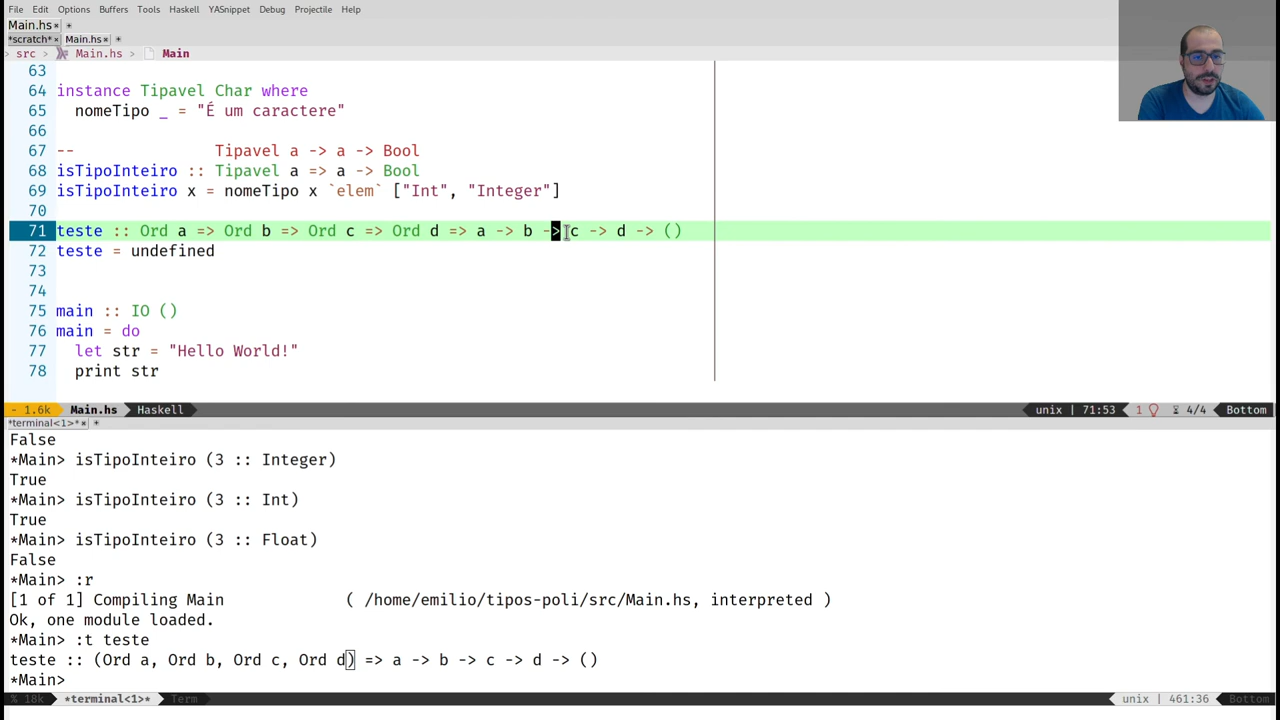 File Edit Options Buffers Tools Haskell YASnippet Debug Projectile Help
Main.hs
*scratch* Main.hs
src > Main.hs > Main
63
64 instance Tipavel Char where
65   nomeTipo _ = "É um caractere"
66
67 --               Tipavel a -> a -> Bool
68 isTipoInteiro :: Tipavel a => a -> Bool
69 isTipoInteiro x = nomeTipo x `elem` ["Int", "Integer"]
70
71 teste :: Ord a => Ord b => Ord c => Ord d => a -> b -> c -> d -> ()
72 teste = undefined
73
74
75 main :: IO ()
76 main = do
77   let str = "Hello World!"
78   print str
- 1.6k Main.hs Haskell unix | 71:53 1 4/4 Bottom
*terminal<1>*
False
*Main> isTipoInteiro (3 :: Integer)
True
*Main> isTipoInteiro (3 :: Int)
True
*Main> isTipoInteiro (3 :: Float)
False
*Main> :r
[1 of 1] Compiling Main             ( /home/emilio/tipos-poli/src/Main.hs, interpreted )
Ok, one module loaded.
*Main> :t teste
teste :: (Ord a, Ord b, Ord c, Ord d) => a -> b -> c -> d -> ()
*Main>
% 18k *terminal<1>* Term unix | 461:36 Bottom